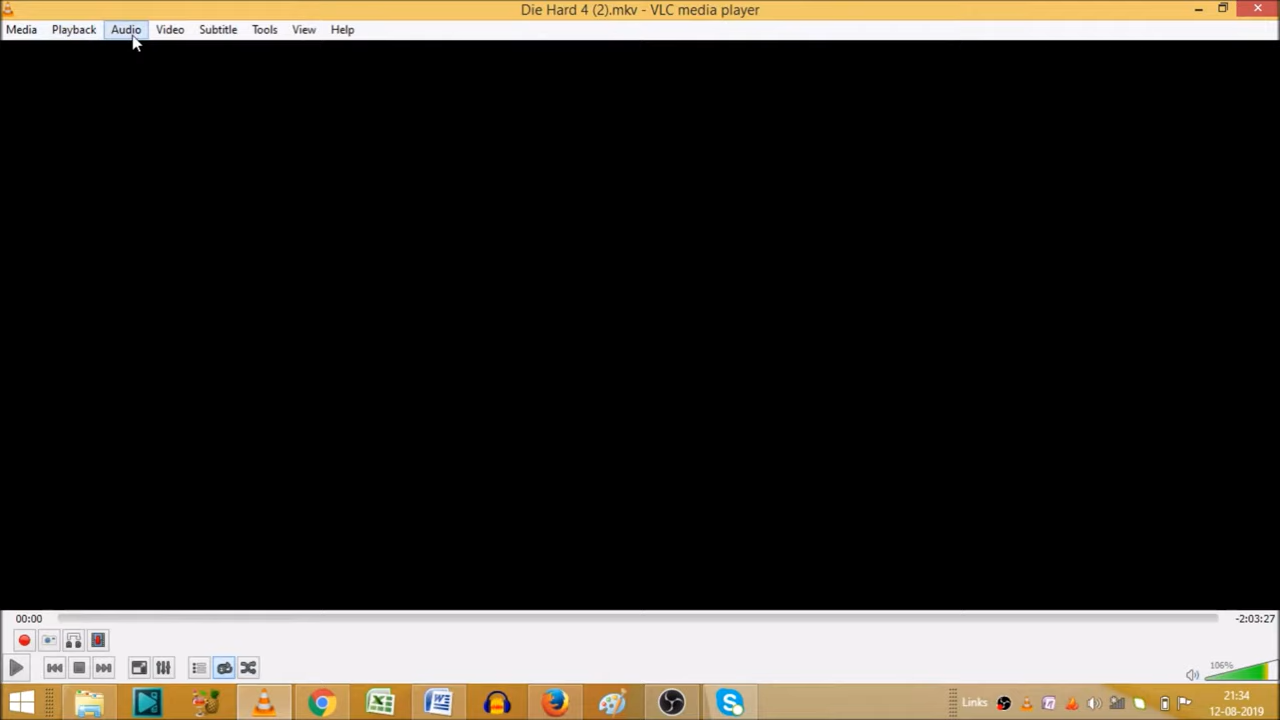 Die Hard 4 (2).mkv - VLC media player
Media Playback Audio Video Subtitle Tools View Help
00:00 -2:03:27
106%
Links 21:34
12-08-2019